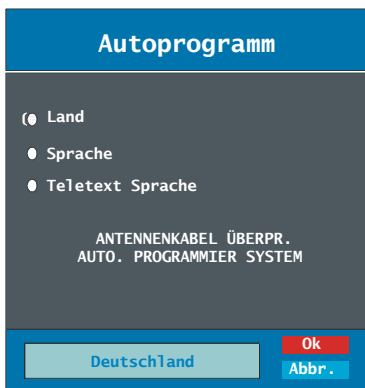 Autoprogramm
Land
Sprache
Teletext Sprache
ANTENNENKABEL ÜBERPR.
AUTO. PROGRAMMIER SYSTEM
Ok
Deutschland
Abbr.